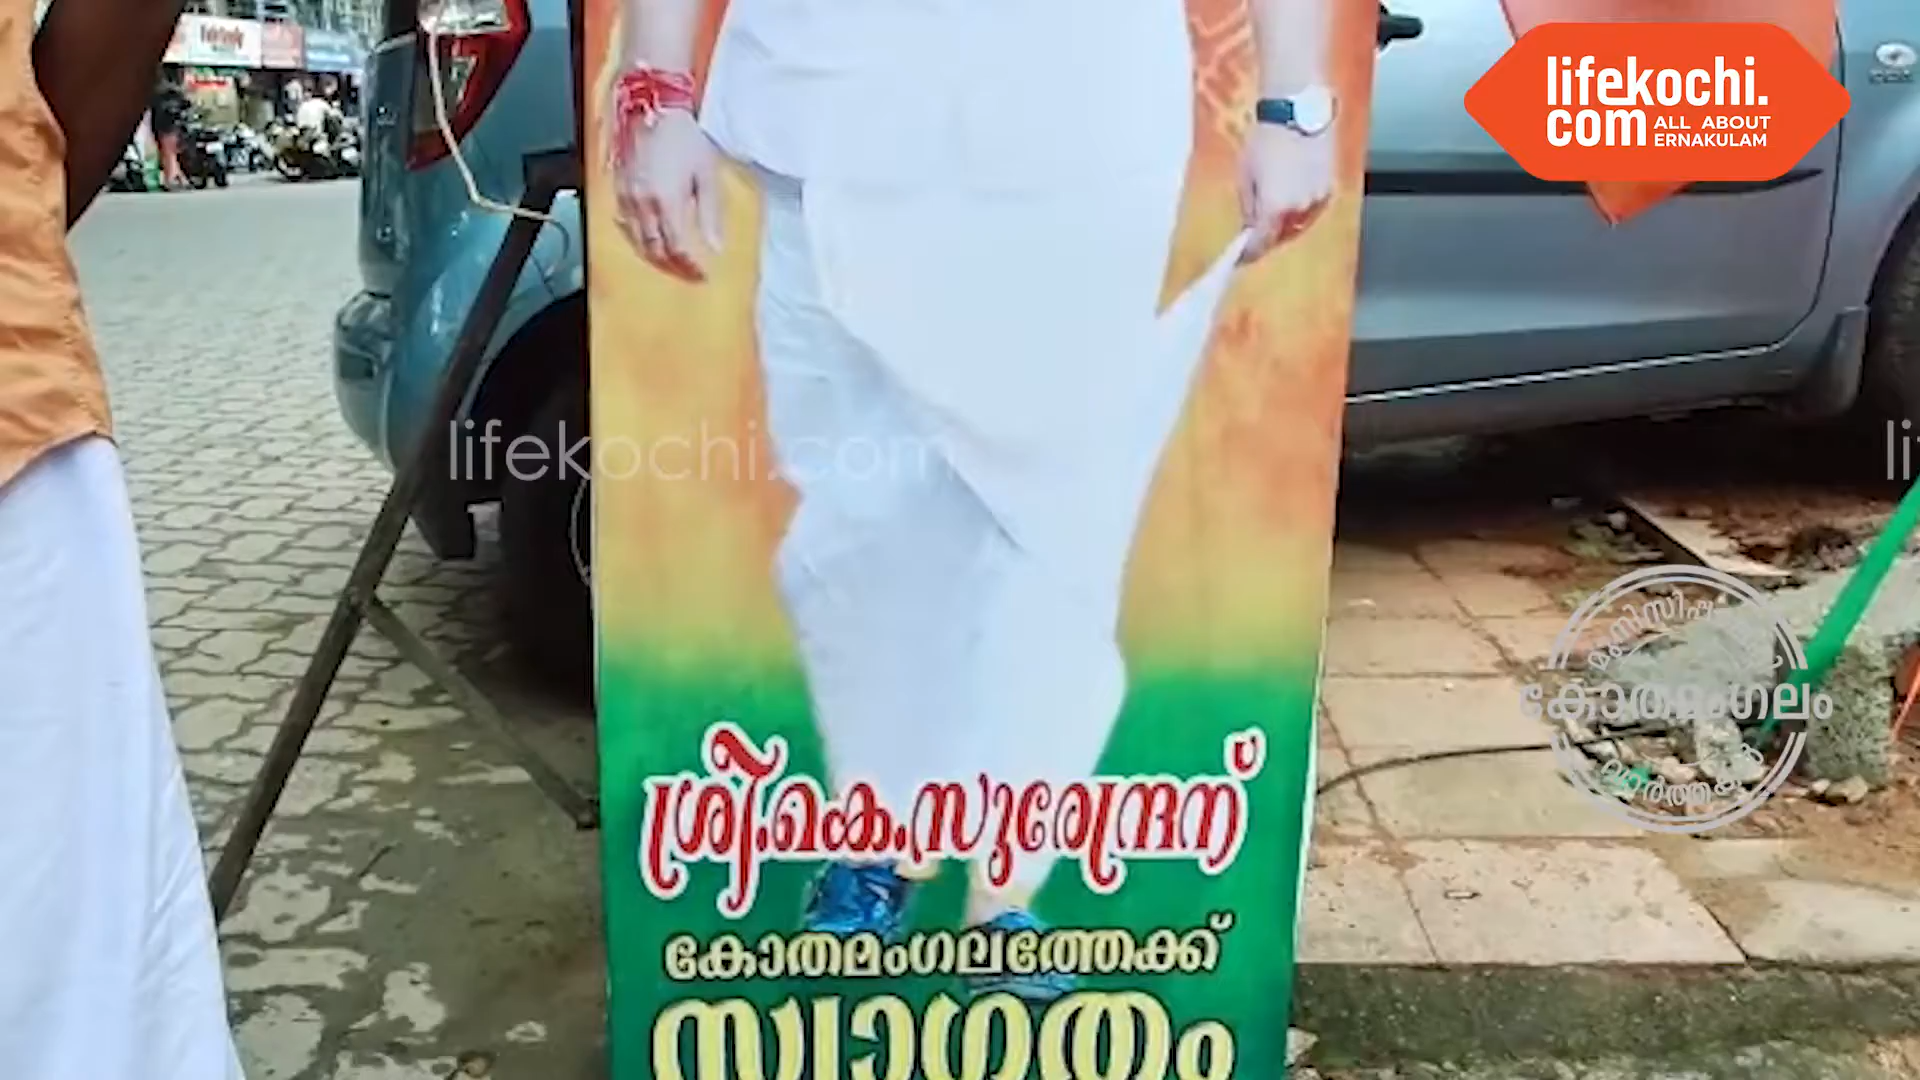 lifekochi.
com ALL ABOUT
ERNAKULAM
lifekochi.com
കോതമംഗലം
ശ്രീ.കെ.സുരേന്ദ്രന്
കോതമംഗലത്തേക്ക്
സ്വാഗതം